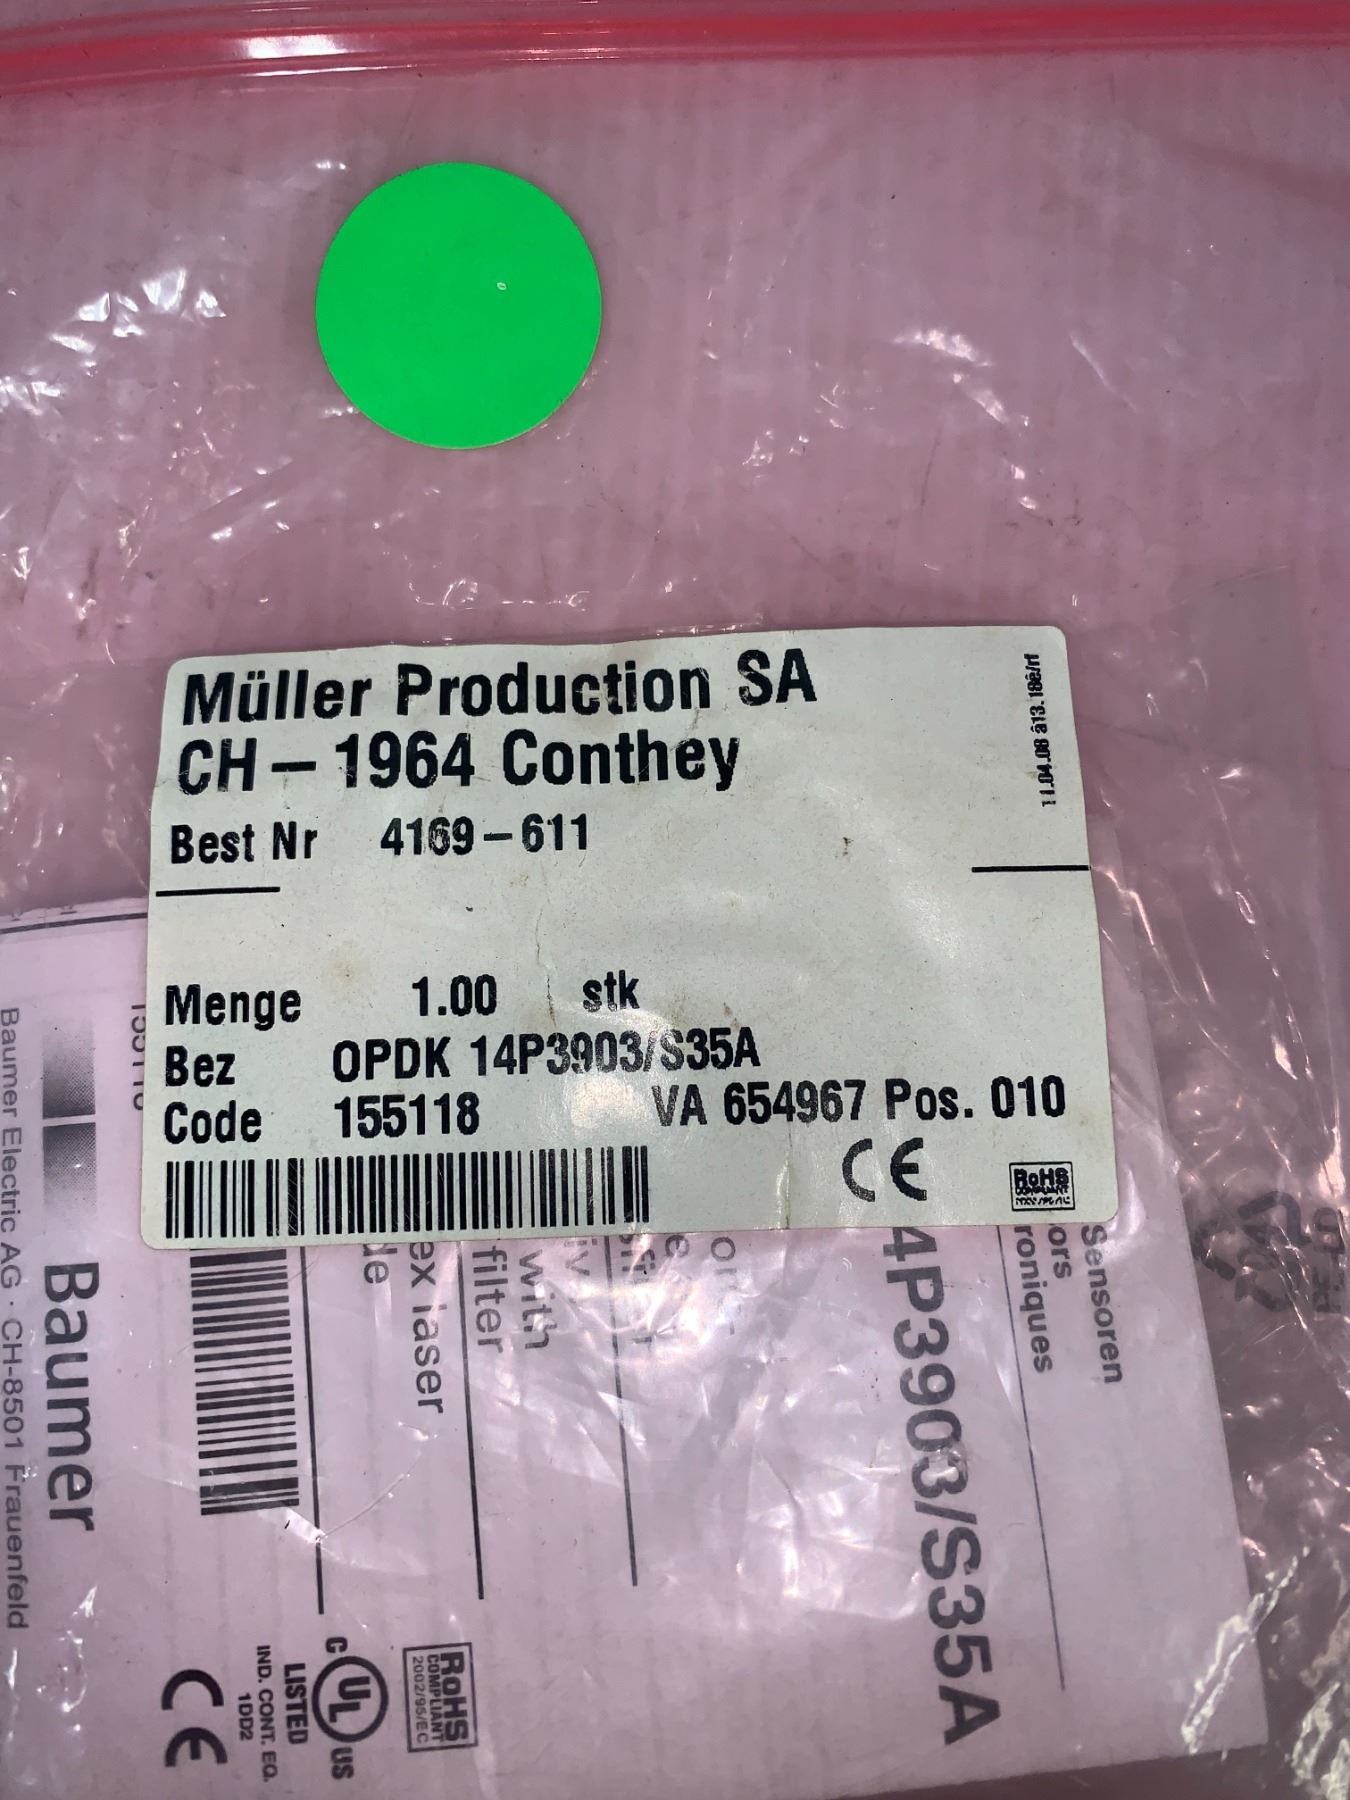 Müller Production SA
CH – 1964 Conthey
Best Nr 4169-611
Menge 1.00 stk
Bez OPDK 14P3903/S35A
Code 155118 VA 654967 Pos. 010
CE
RoHS
Sensoren
ors
roniques
4P3903/S35A
with
filter
ex laser
Baumer
Baumer Electric AG · CH-8501 Frauenfeld
RoHS
COMPLIANT
2002/95/EC
C UL US
LISTED
IND. CONT. EQ.
1DD2
CE